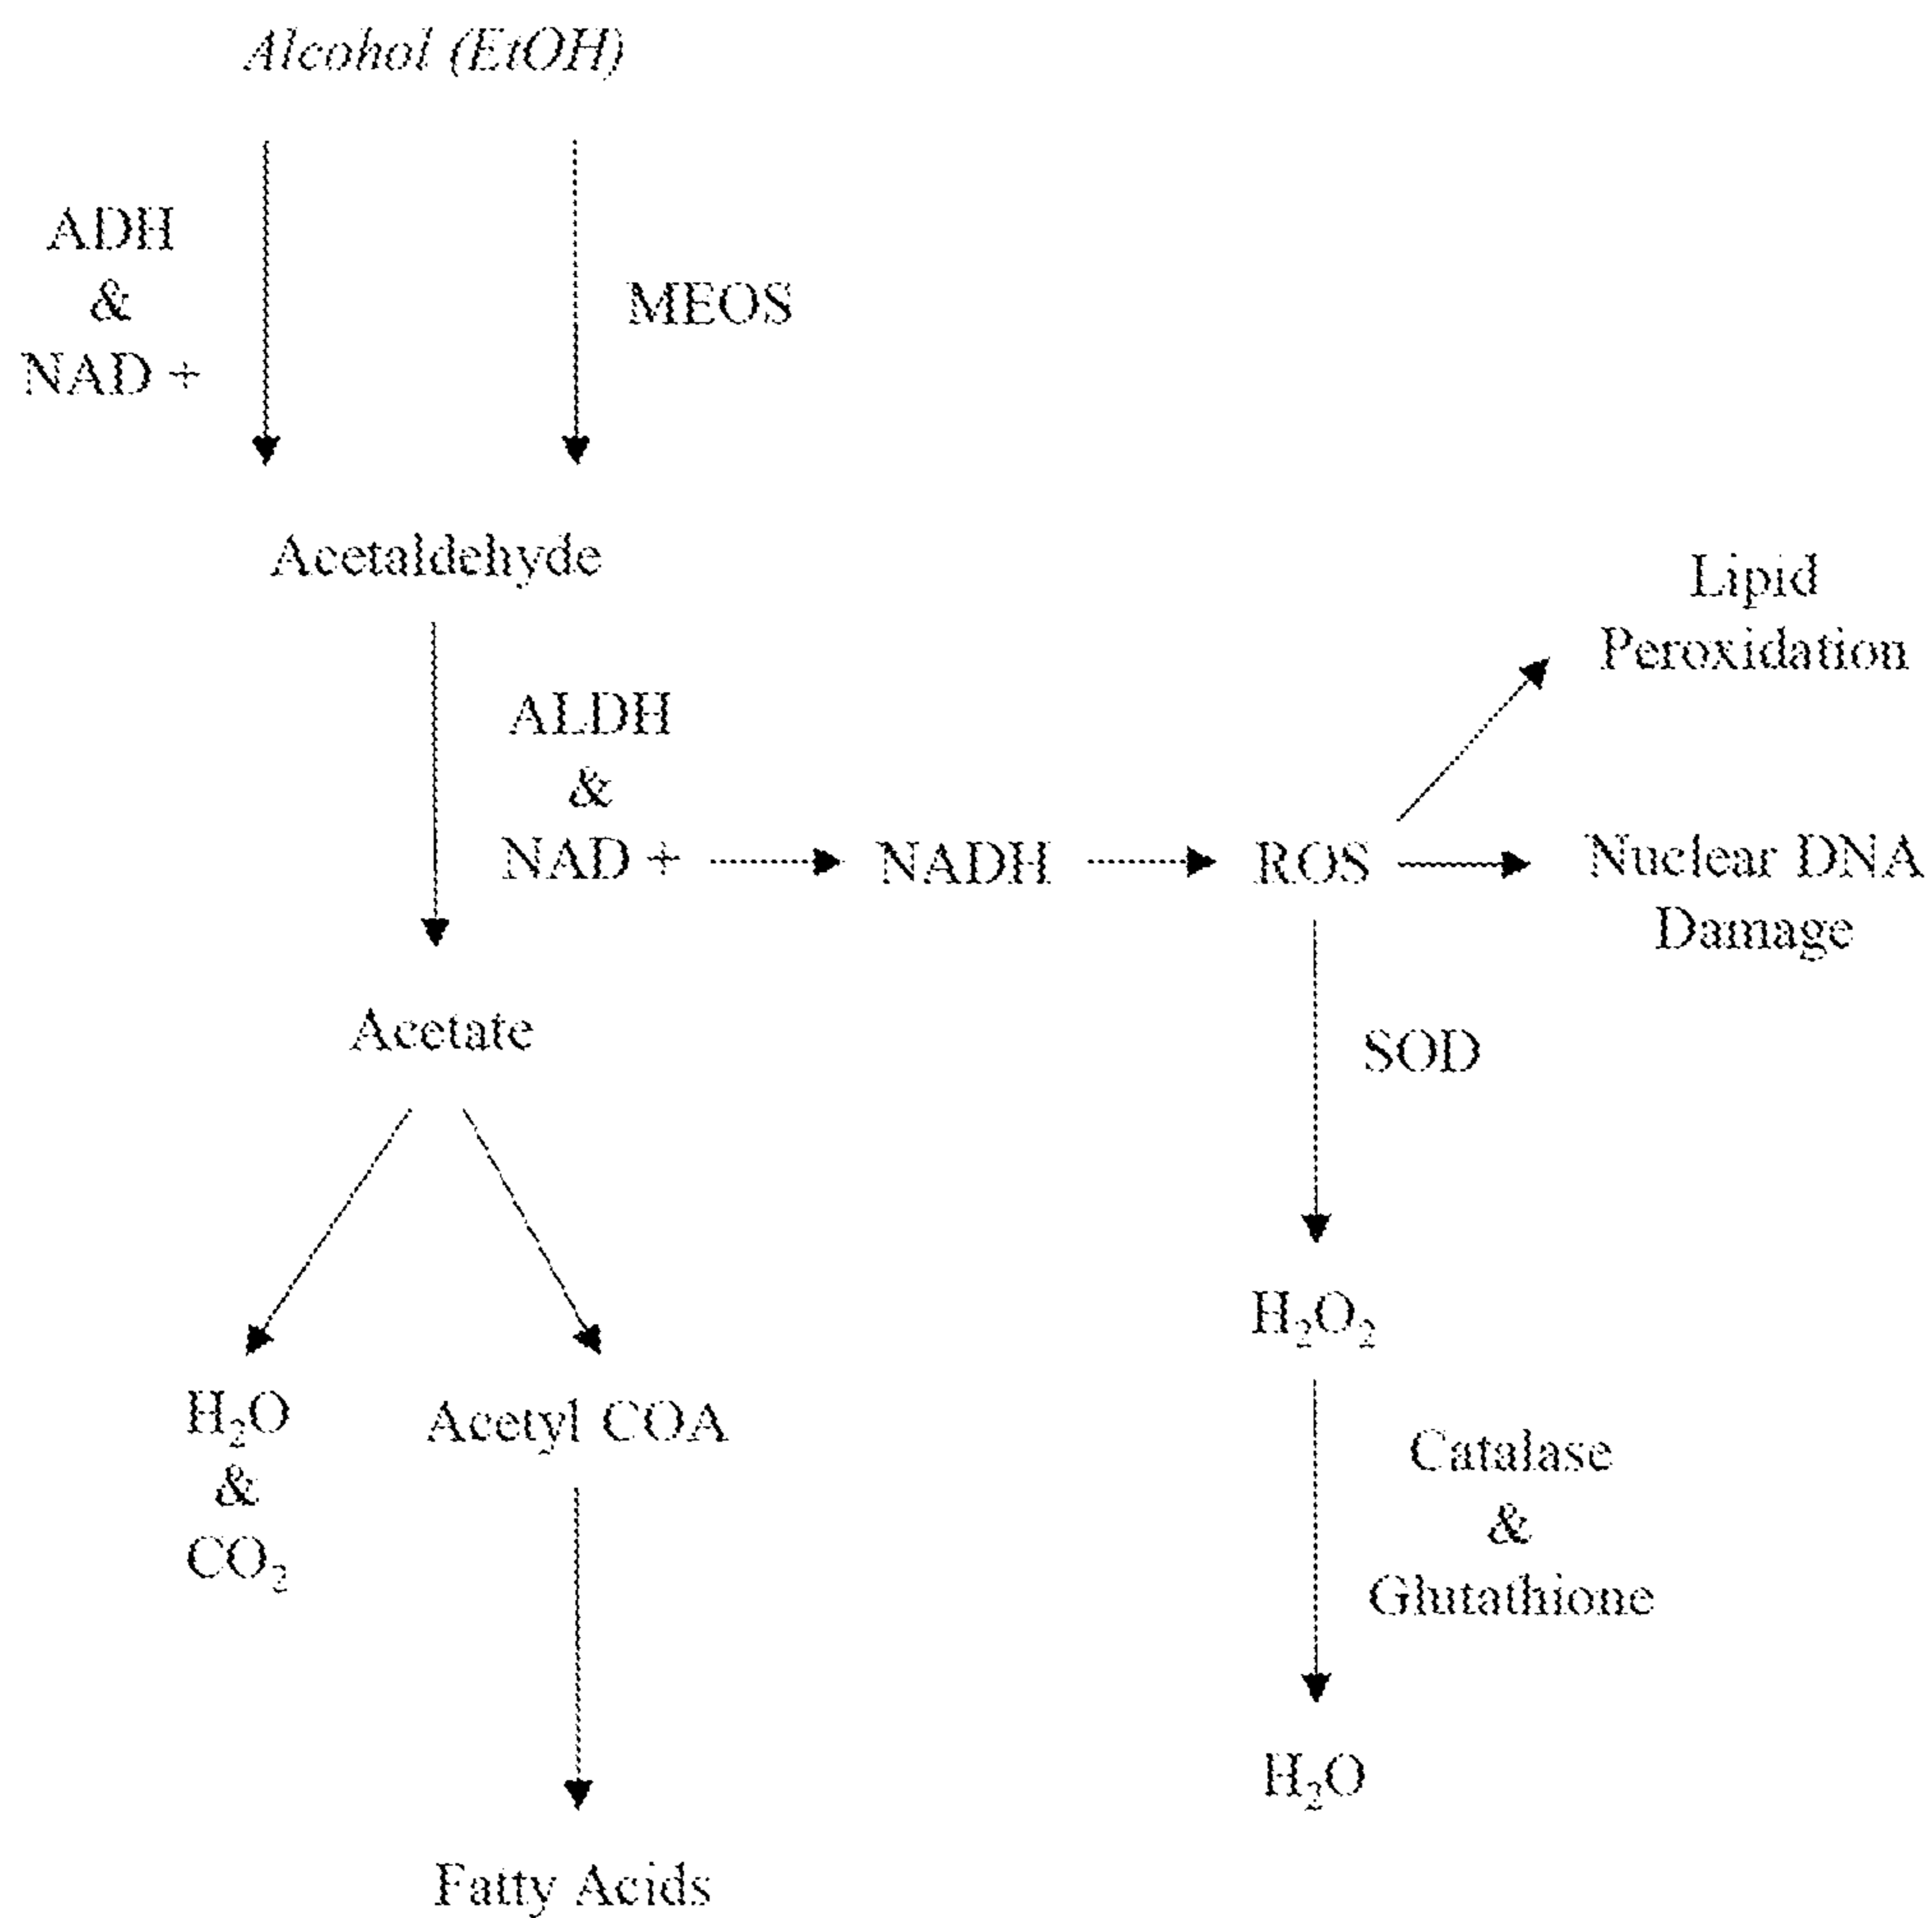 Alcohol (EtOH)
ADH
&
NAD +
MEOS
Acetaldehyde
ALDH
&
NAD +
NADH
ROS
Lipid
Peroxidation
Nuclear DNA
Damage
Acetate
SOD
H₂O
&
CO₂
Acetyl COA
H₂O₂
Catalase
&
Glutathione
H₂O
Fatty Acids